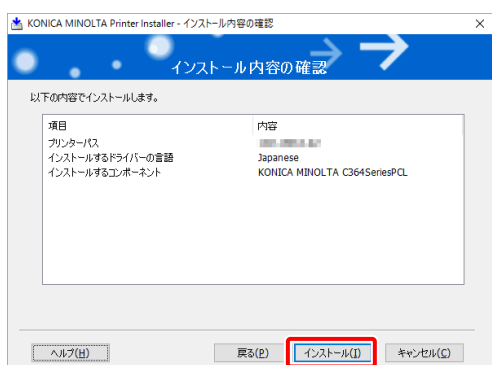 KONICA MINOLTA Printer Installer - インストール内容の確認
インストール内容の確認
以下の内容でインストールします。
項目 内容
プリンターパス
インストールするドライバーの言語 Japanese
インストールするコンポーネント KONICA MINOLTA C364SeriesPCL
ヘルプ(H) 戻る(P) インストール(I) キャンセル(C)